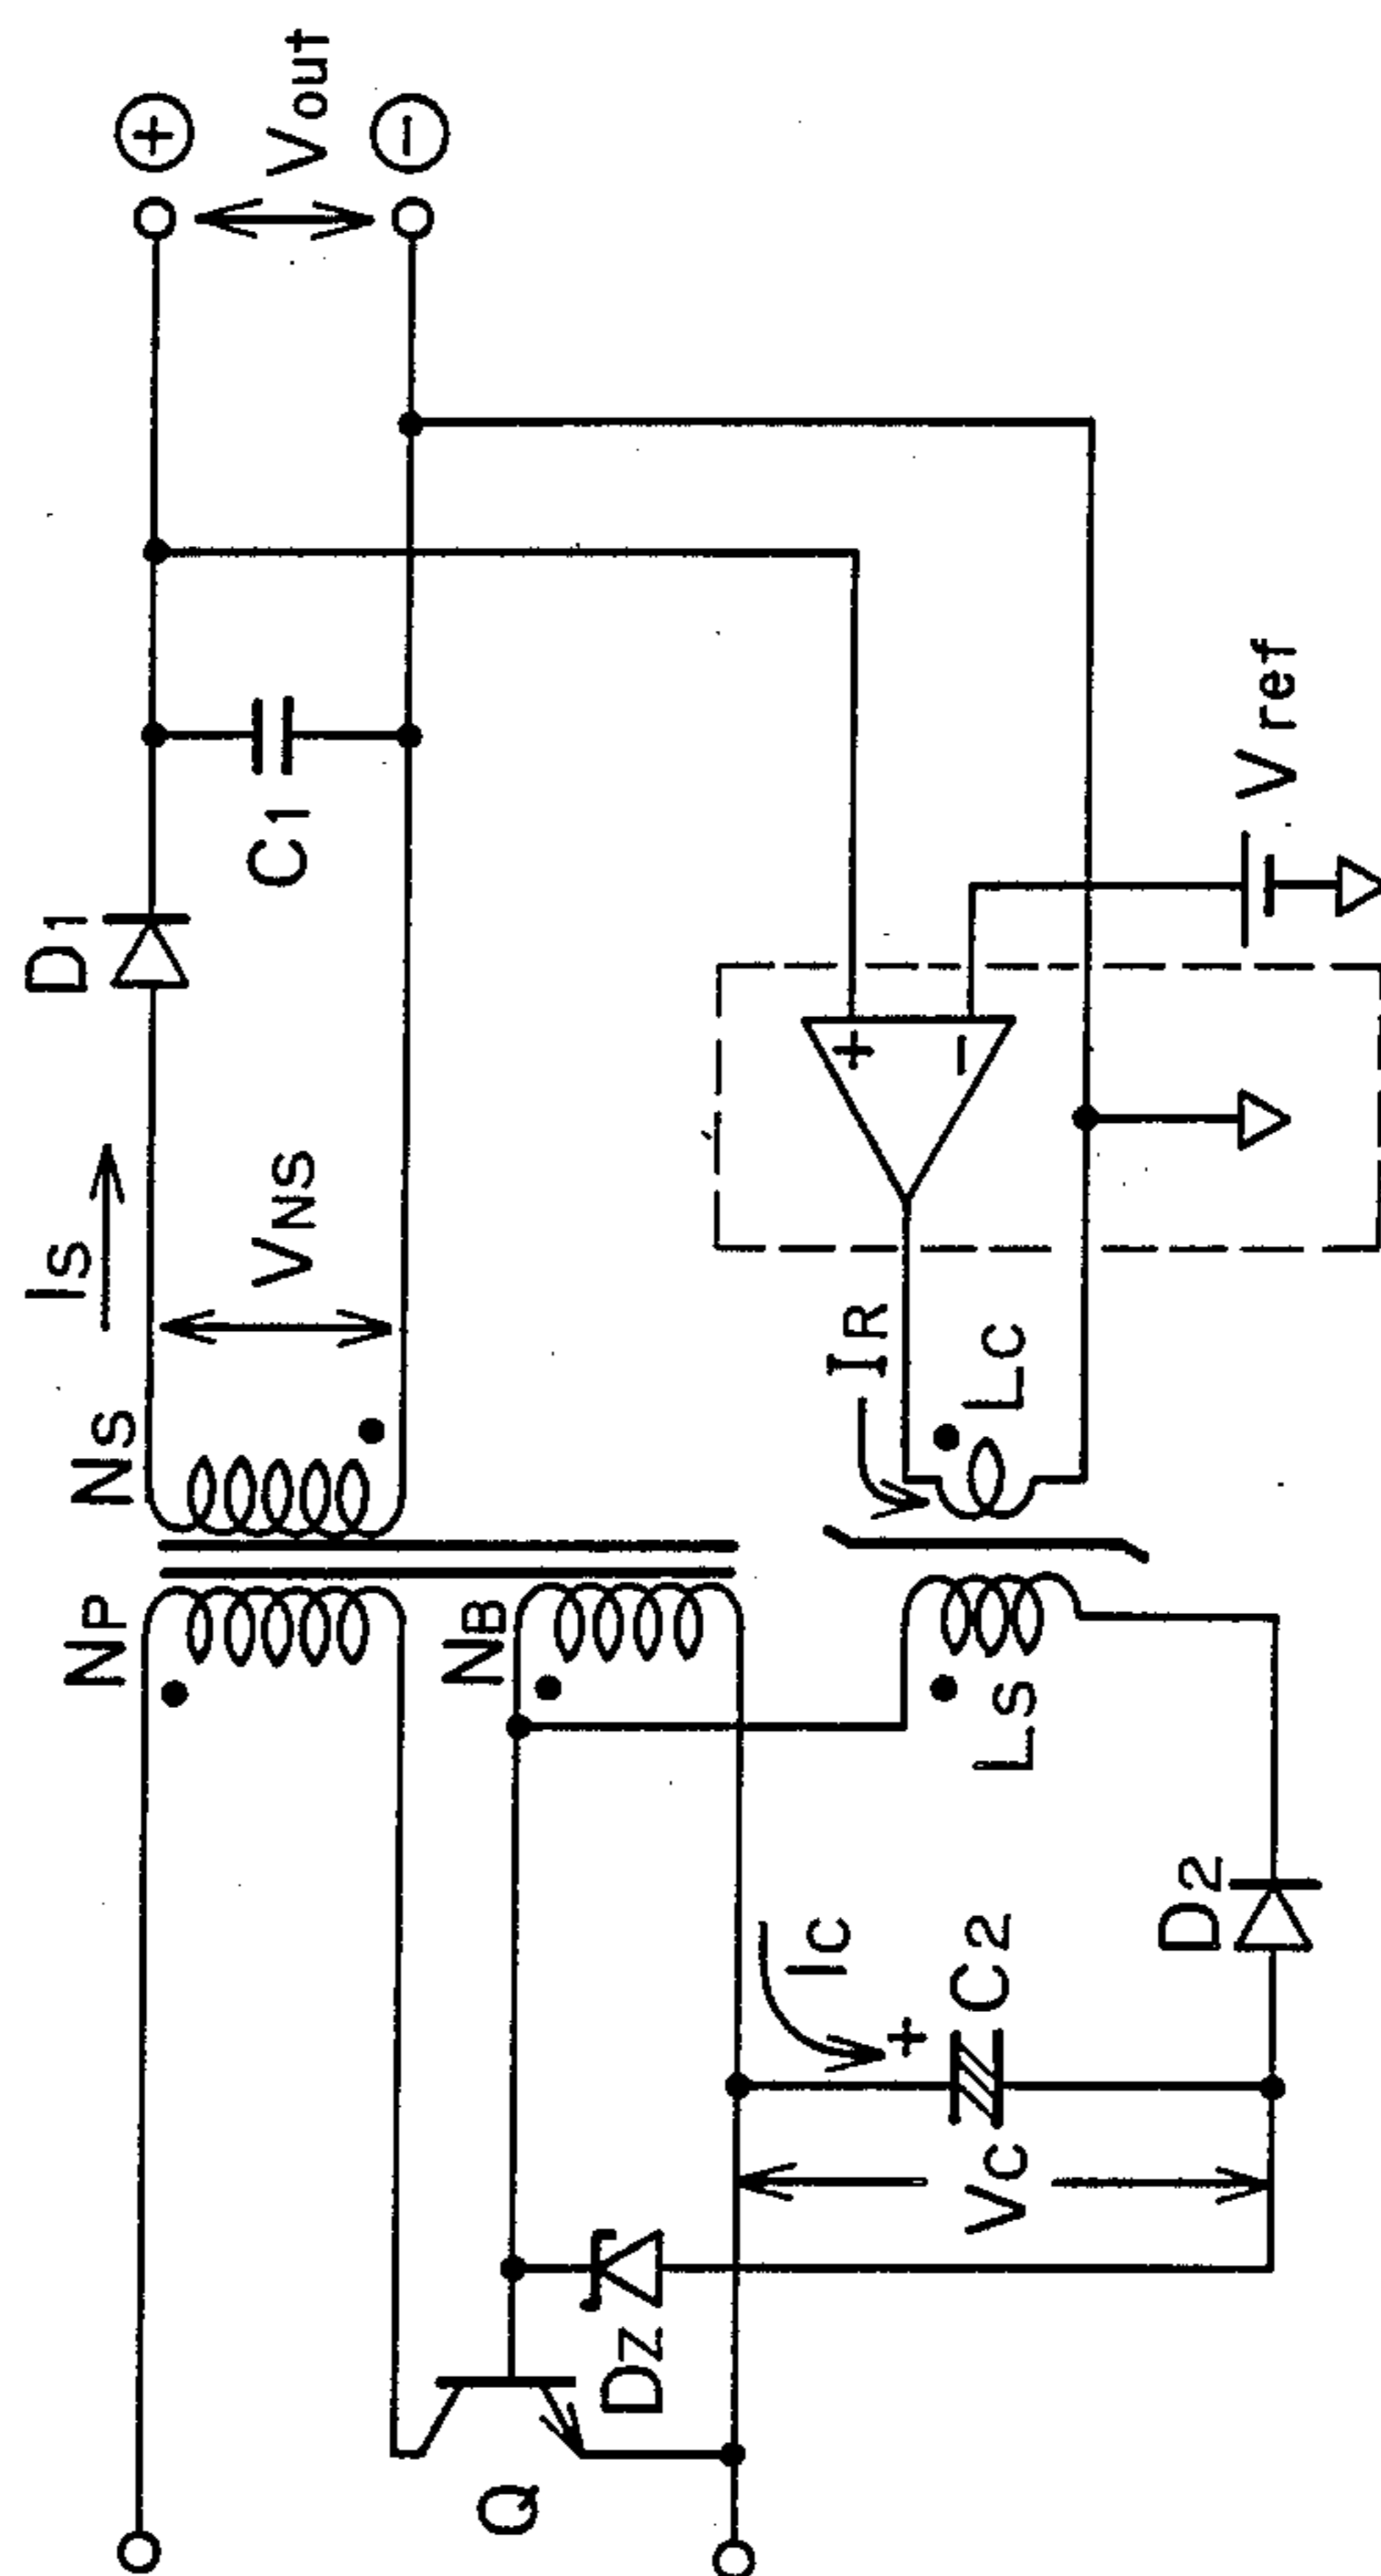 +
Vout
−
D1
C1
IS
VNS
NS
NP
NB
+
−
Vref
IR
LC
LS
D2
IC
+
C2
VC
DZ
Q